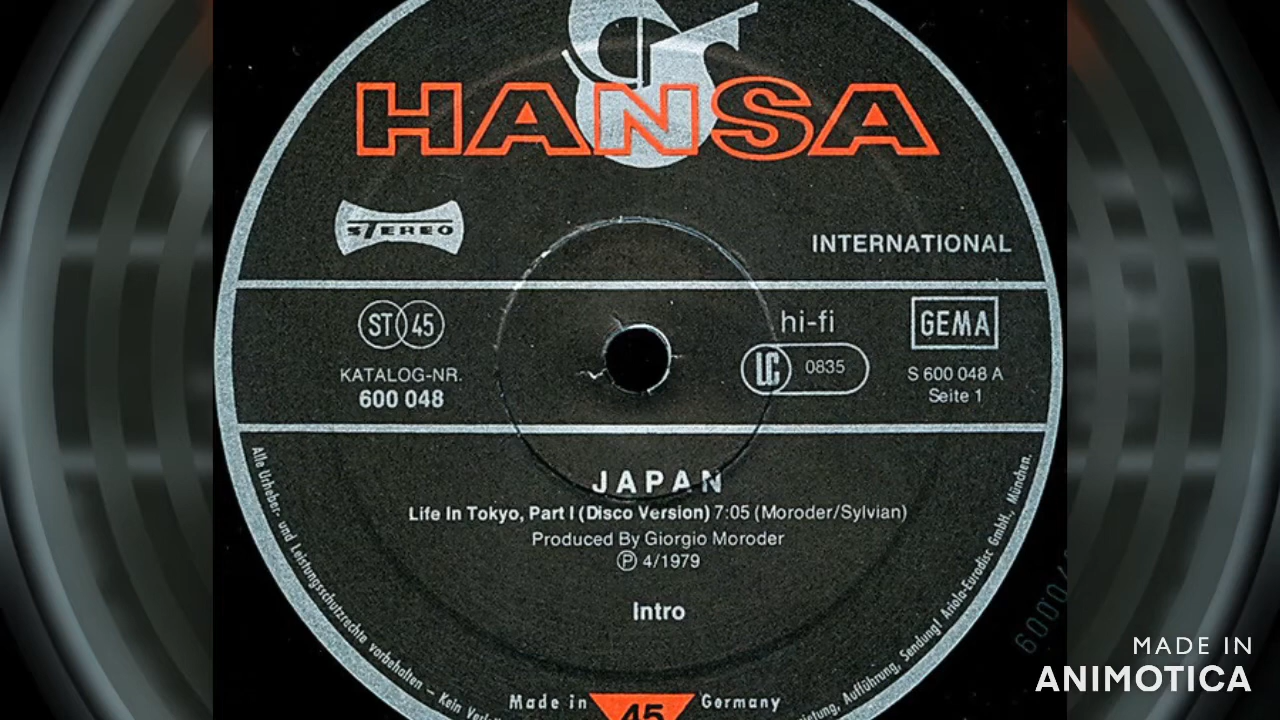 HANSA
STEREO
INTERNATIONAL
ST 45
hi-fi
GEMA
KATALOG-NR.
600 048
LC 0835
S 600 048 A
Seite 1
JAPAN
Life In Tokyo, Part I (Disco Version) 7:05 (Moroder/Sylvian)
Produced By Giorgio Moroder
Ⓟ 4/1979
Intro
Alle Urheber- und Leistungsschutzrechte vorbehalten – Kein
Aufführung, Sendung! Ariola-Eurodisc GmbH., München.
Made in Germany
45
MADE IN
ANIMOTICA